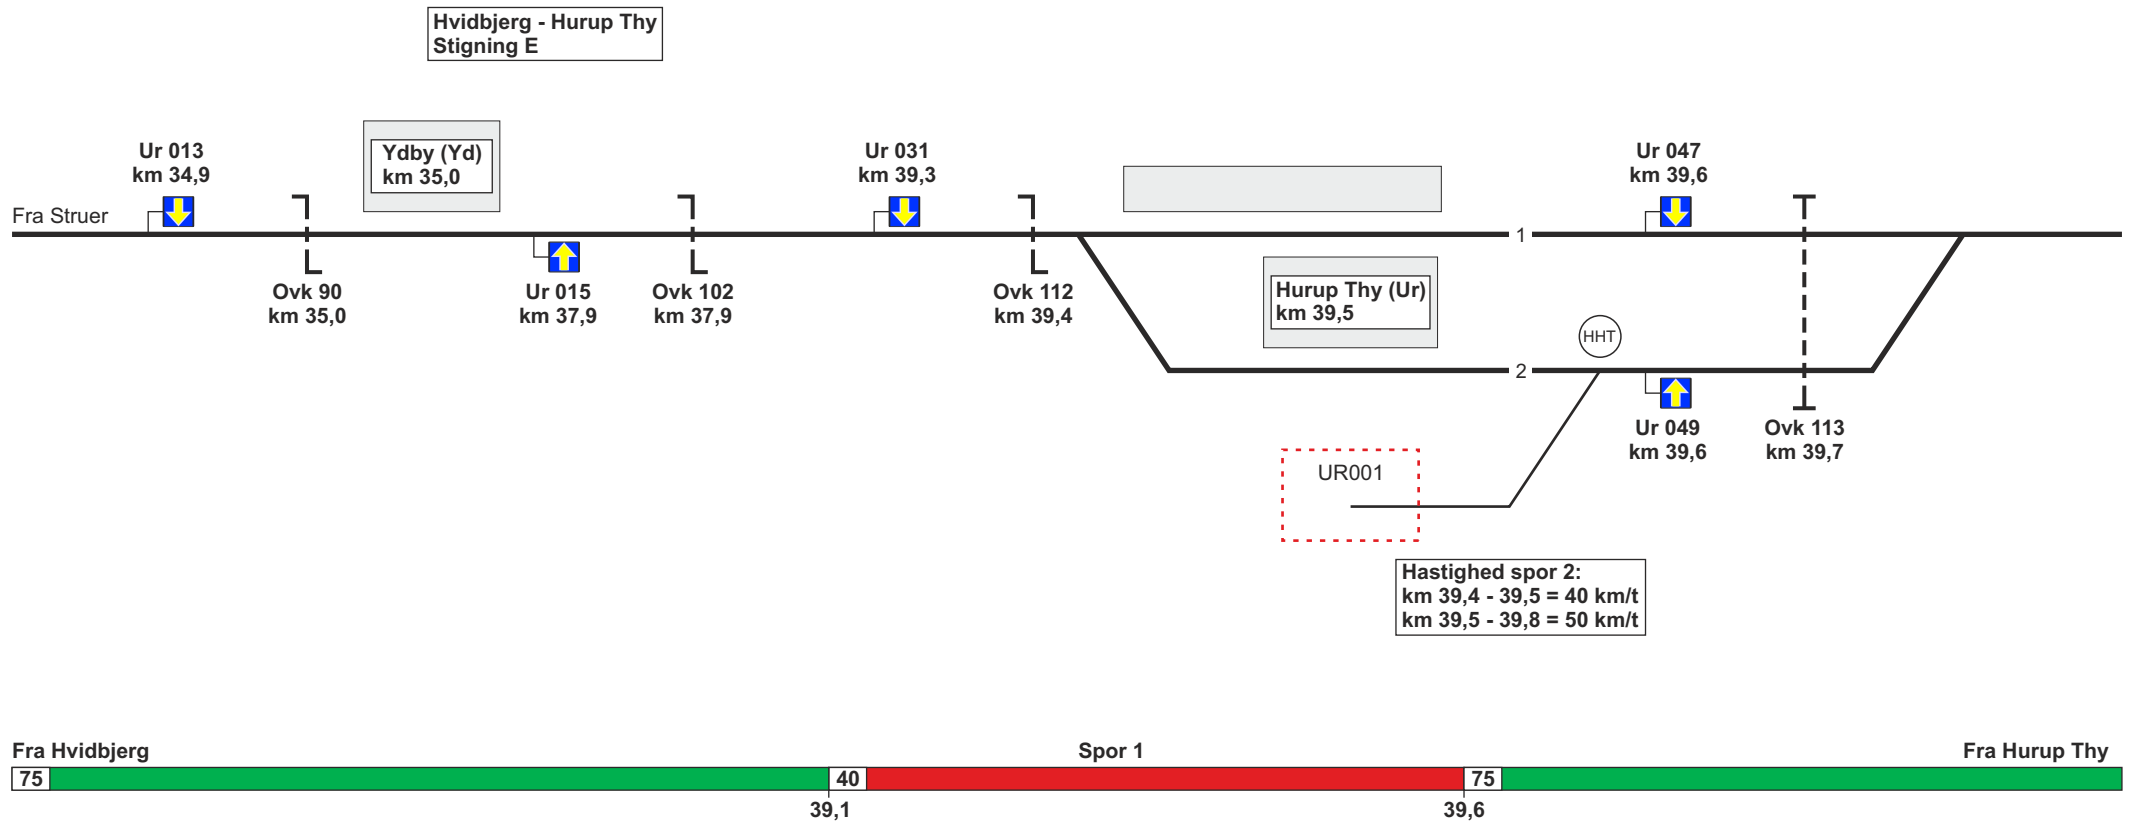 Hvidbjerg - Hurup Thy
Stigning E
Ur 013
km 34,9
Ydby (Yd)
km 35,0
Ur 031
km 39,3
Ur 047
km 39,6
Fra Struer
1
Ovk 90
km 35,0
Ur 015
km 37,9
Ovk 102
km 37,9
Ovk 112
km 39,4
Hurup Thy (Ur)
km 39,5
HHT
2
Ur 049
km 39,6
Ovk 113
km 39,7
UR001
Hastighed spor 2:
km 39,4 - 39,5 = 40 km/t
km 39,5 - 39,8 = 50 km/t
Fra Hvidbjerg
Spor 1
Fra Hurup Thy
75
40
75
39,1
39,6